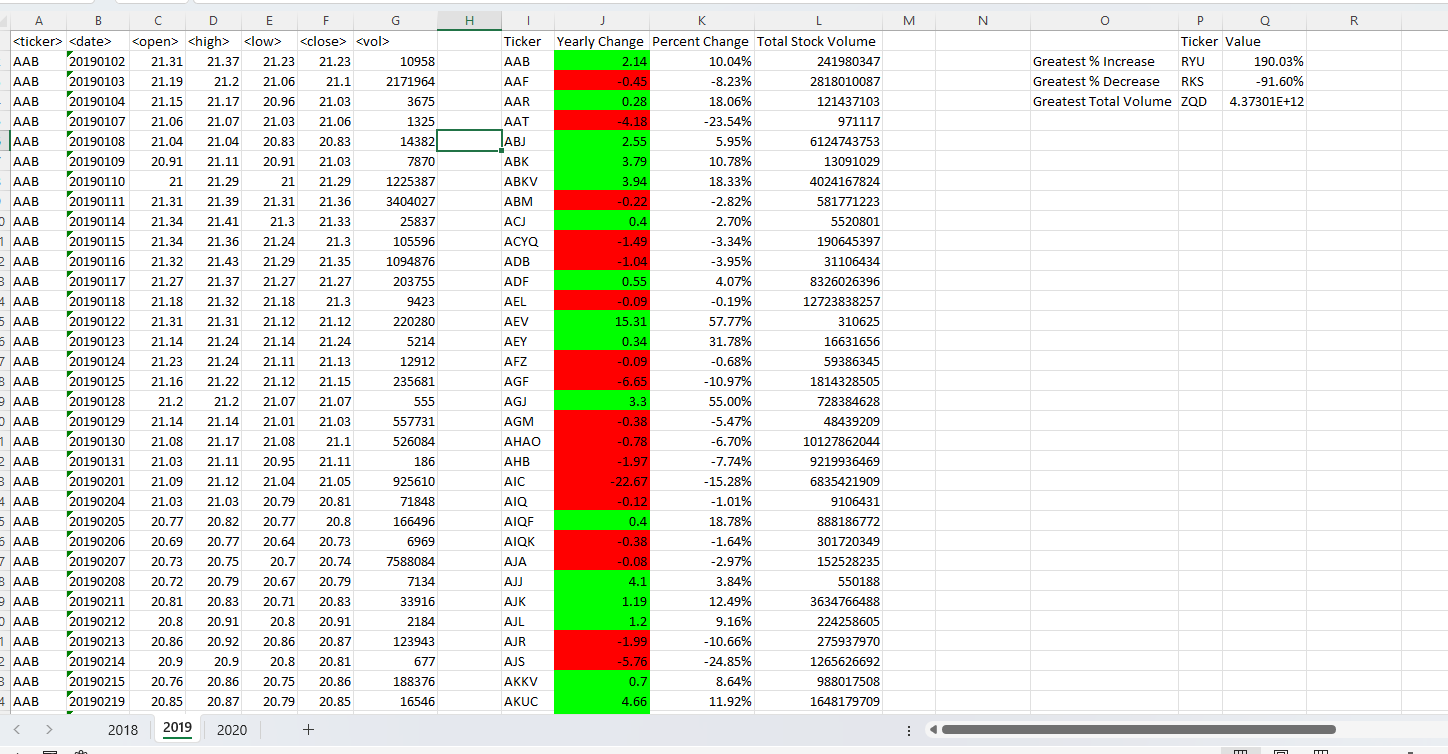 A B C D E F G H I J K L M N O P Q R
<ticker> <date> <open> <high> <low> <close> <vol> Ticker Yearly Change Percent Change Total Stock Volume Ticker Value
AAB 20190102 21.31 21.37 21.23 21.23 10958 AAB 2.14 10.04% 241980347 Greatest % Increase RYU 190.03%
AAB 20190103 21.19 21.2 21.06 21.1 2171964 AAF -0.45 -8.23% 2818010087 Greatest % Decrease RKS -91.60%
AAB 20190104 21.15 21.17 20.96 21.03 3675 AAR 0.28 18.06% 121437103 Greatest Total Volume ZQD 4.37301E+12
AAB 20190107 21.06 21.07 21.03 21.06 1325 AAT -4.18 -23.54% 971117
AAB 20190108 21.04 21.04 20.83 20.83 14382 ABJ 2.55 5.95% 6124743753
AAB 20190109 20.91 21.11 20.91 21.03 7870 ABK 3.79 10.78% 13091029
AAB 20190110 21 21.29 21 21.29 1225387 ABKV 3.94 18.33% 4024167824
AAB 20190111 21.31 21.39 21.31 21.36 3404027 ABM -0.22 -2.82% 581771223
AAB 20190114 21.34 21.41 21.3 21.33 25837 ACJ 0.4 2.70% 5520801
AAB 20190115 21.34 21.36 21.24 21.3 105596 ACYQ -1.49 -3.34% 190645397
AAB 20190116 21.32 21.43 21.29 21.35 1094876 ADB -1.04 -3.95% 31106434
AAB 20190117 21.27 21.37 21.27 21.27 203755 ADF 0.55 4.07% 8326026396
AAB 20190118 21.18 21.32 21.18 21.3 9423 AEL -0.09 -0.19% 12723838257
AAB 20190122 21.31 21.31 21.12 21.12 220280 AEV 15.31 57.77% 310625
AAB 20190123 21.14 21.24 21.14 21.24 5214 AEY 0.34 31.78% 16631656
AAB 20190124 21.23 21.24 21.11 21.13 12912 AFZ -0.09 -0.68% 59386345
AAB 20190125 21.16 21.22 21.12 21.15 235681 AGF -6.65 -10.97% 1814328505
AAB 20190128 21.2 21.2 21.07 21.07 555 AGJ 3.3 55.00% 728384628
AAB 20190129 21.14 21.14 21.01 21.03 557731 AGM -0.38 -5.47% 48439209
AAB 20190130 21.08 21.17 21.08 21.1 526084 AHAO -0.78 -6.70% 10127862044
AAB 20190131 21.03 21.11 20.95 21.11 186 AHB -1.97 -7.74% 9219936469
AAB 20190201 21.09 21.12 21.04 21.05 925610 AIC -22.67 -15.28% 6835421909
AAB 20190204 21.03 21.03 20.79 20.81 71848 AIQ -0.12 -1.01% 9106431
AAB 20190205 20.77 20.82 20.77 20.8 166496 AIQF 0.4 18.78% 888186772
AAB 20190206 20.69 20.77 20.64 20.73 6969 AIQK -0.38 -1.64% 301720349
AAB 20190207 20.73 20.75 20.7 20.74 7588084 AJA -0.08 -2.97% 152528235
AAB 20190208 20.72 20.79 20.67 20.79 7134 AJJ 4.1 3.84% 550188
AAB 20190211 20.81 20.83 20.71 20.83 33916 AJK 1.19 12.49% 3634766488
AAB 20190212 20.8 20.91 20.8 20.91 2184 AJL 1.2 9.16% 224258605
AAB 20190213 20.86 20.92 20.86 20.87 123943 AJR -1.99 -10.66% 275937970
AAB 20190214 20.9 20.9 20.8 20.81 677 AJS -5.76 -24.85% 1265626692
AAB 20190215 20.76 20.86 20.75 20.86 188376 AKKV 0.7 8.64% 988017508
AAB 20190219 20.85 20.87 20.79 20.85 16546 AKUC 4.66 11.92% 1648179709
2018 2019 2020